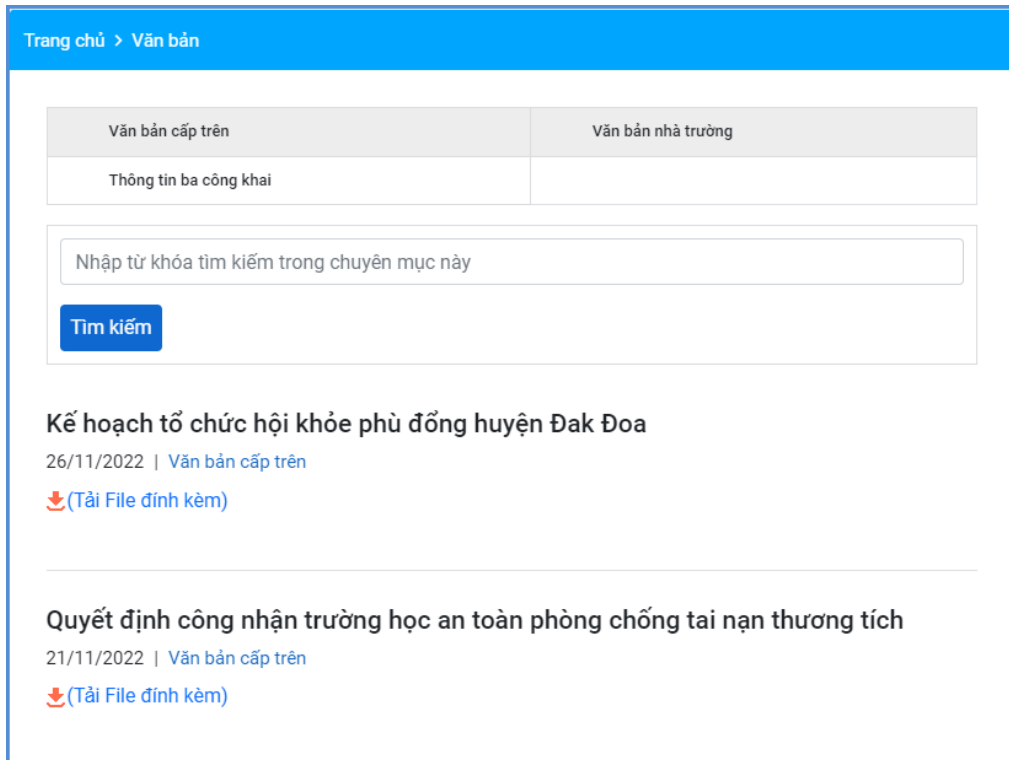 Trang chủ > Văn bản
Văn bản cấp trên
Văn bản nhà trường
Thông tin ba công khai
Nhập từ khóa tìm kiếm trong chuyên mục này
Tìm kiếm
Kế hoạch tổ chức hội khỏe phù đổng huyện Đak Đoa
26/11/2022 | Văn bản cấp trên
(Tải File đính kèm)
Quyết định công nhận trường học an toàn phòng chống tai nạn thương tích
21/11/2022 | Văn bản cấp trên
(Tải File đính kèm)